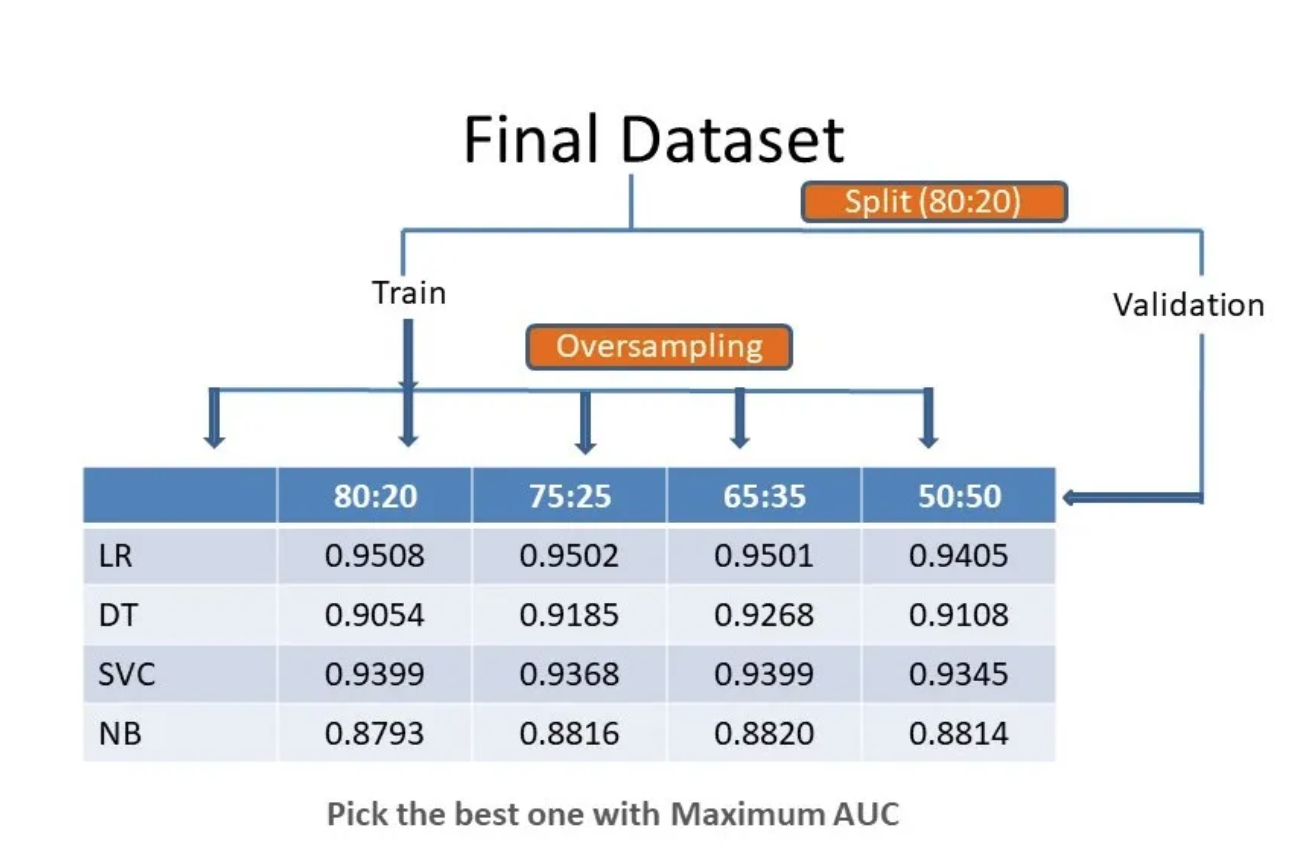 Final Dataset
Split (80:20)
Train
Validation
Oversampling
80:20 75:25 65:35 50:50
LR 0.9508 0.9502 0.9501 0.9405
DT 0.9054 0.9185 0.9268 0.9108
SVC 0.9399 0.9368 0.9399 0.9345
NB 0.8793 0.8816 0.8820 0.8814
Pick the best one with Maximum AUC